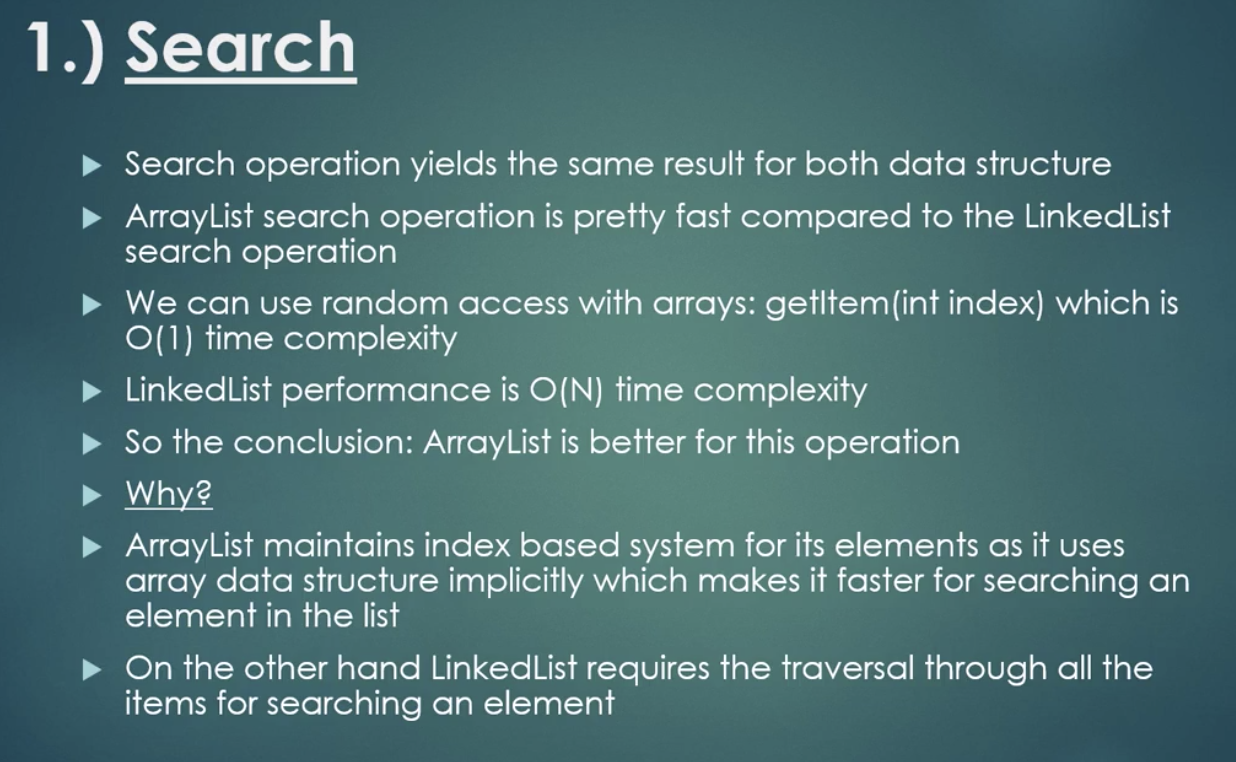 1.) Search
Search operation yields the same result for both data structure
ArrayList search operation is pretty fast compared to the LinkedList
search operation
We can use random access with arrays: getItem(int index) which is
O(1) time complexity
LinkedList performance is O(N) time complexity
So the conclusion: ArrayList is better for this operation
Why?
ArrayList maintains index based system for its elements as it uses
array data structure implicitly which makes it faster for searching an
element in the list
On the other hand LinkedList requires the traversal through all the
items for searching an element